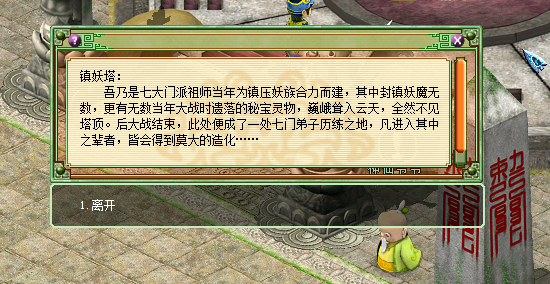 镇妖塔：
吾乃是七大门派祖师当年为镇压妖族合力而建，其中封镇妖魔无
数，更有无数当年大战时遗落的秘宝灵物，巍峨耸入云天，全然不见
塔顶。后大战结束，此处便成了一处七门弟子历练之地，凡进入其中
之辈者，皆会得到莫大的造化……
1.离开